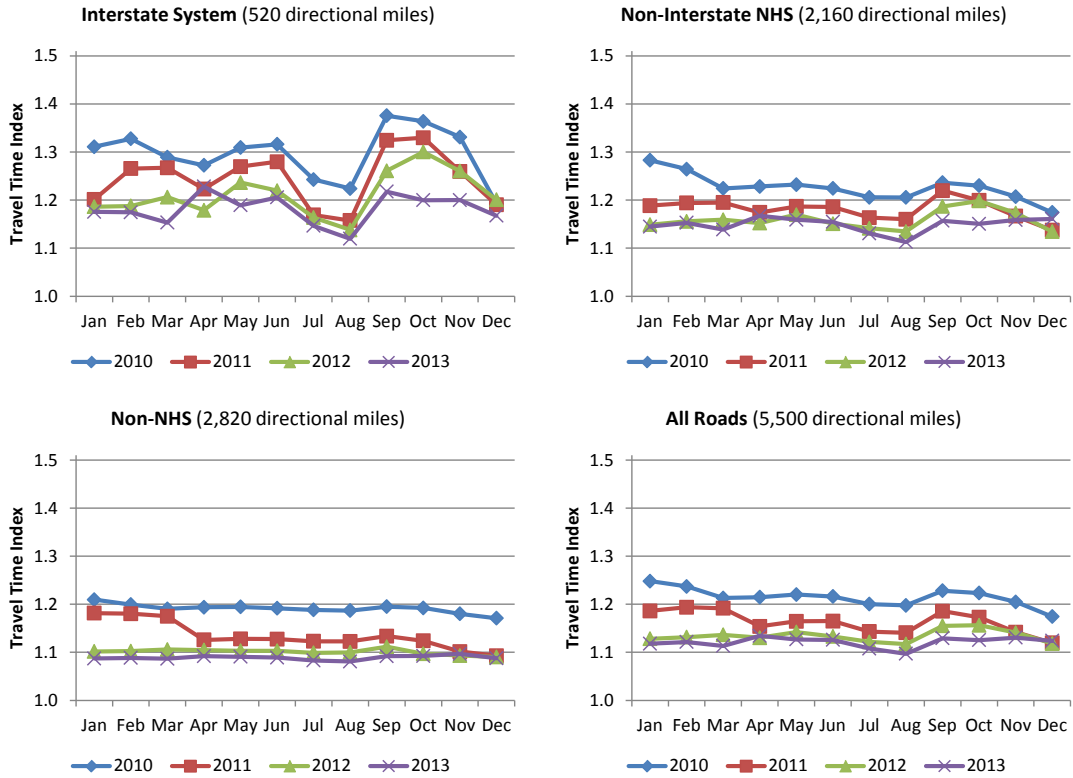 Interstate System (520 directional miles)
Travel Time Index
1.5
1.4
1.3
1.2
1.1
1.0
Jan Feb Mar Apr May Jun Jul Aug Sep Oct Nov Dec
2010 2011 2012 2013
Non-Interstate NHS (2,160 directional miles)
Travel Time Index
1.5
1.4
1.3
1.2
1.1
1.0
Jan Feb Mar Apr May Jun Jul Aug Sep Oct Nov Dec
2010 2011 2012 2013
Non-NHS (2,820 directional miles)
Travel Time Index
1.5
1.4
1.3
1.2
1.1
1.0
Jan Feb Mar Apr May Jun Jul Aug Sep Oct Nov Dec
2010 2011 2012 2013
All Roads (5,500 directional miles)
Travel Time Index
1.5
1.4
1.3
1.2
1.1
1.0
Jan Feb Mar Apr May Jun Jul Aug Sep Oct Nov Dec
2010 2011 2012 2013